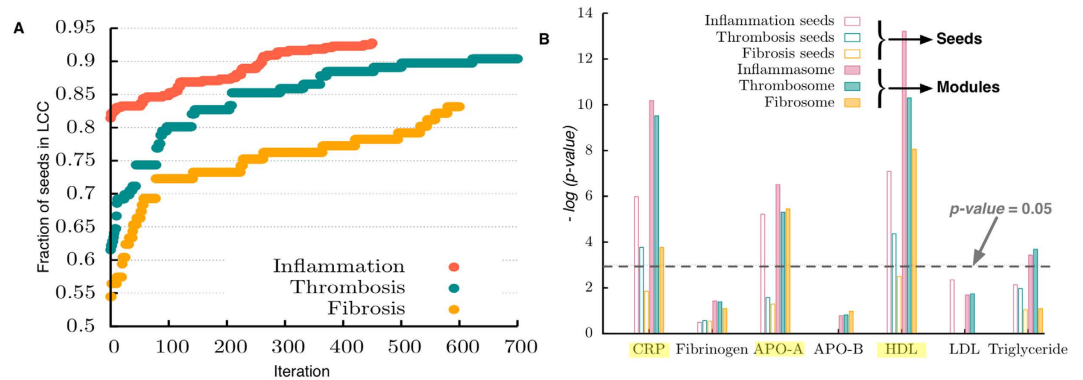 A
Fraction of seeds in LCC
0.95
0.9
0.85
0.8
0.75
0.7
0.65
0.6
0.55
0.5
Inflammation
Thrombosis
Fibrosis
0 100 200 300 400 500 600 700
Iteration
B
- log (p-value)
14
12
10
8
6
4
2
0
Inflammation seeds
Thrombosis seeds
Fibrosis seeds
Inflammasome
Thrombosome
Fibrosome
Seeds
Modules
p-value = 0.05
CRP Fibrinogen APO-A APO-B HDL LDL Triglyceride